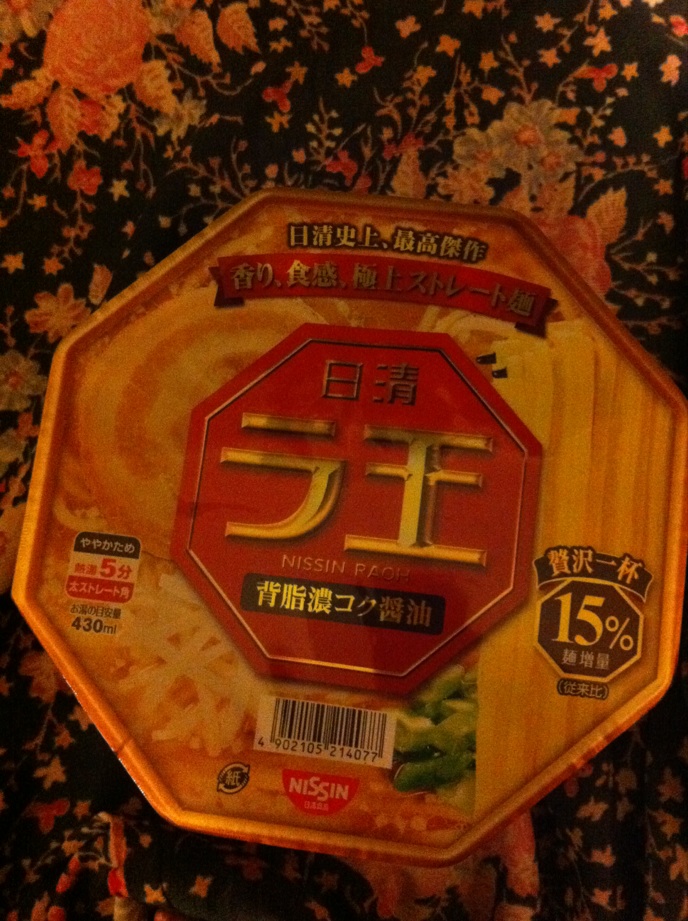 日清史上、最高傑作
香り、食感、極上ストレート麺
日清
ラ王
NISSIN RAOH
背脂濃コク醤油
ややかため
熱湯5分
太ストレート角
お湯の目安量
430ml
贅沢一杯
15%
麺増量
(従来比)
4 902105 214077
紙
NISSIN